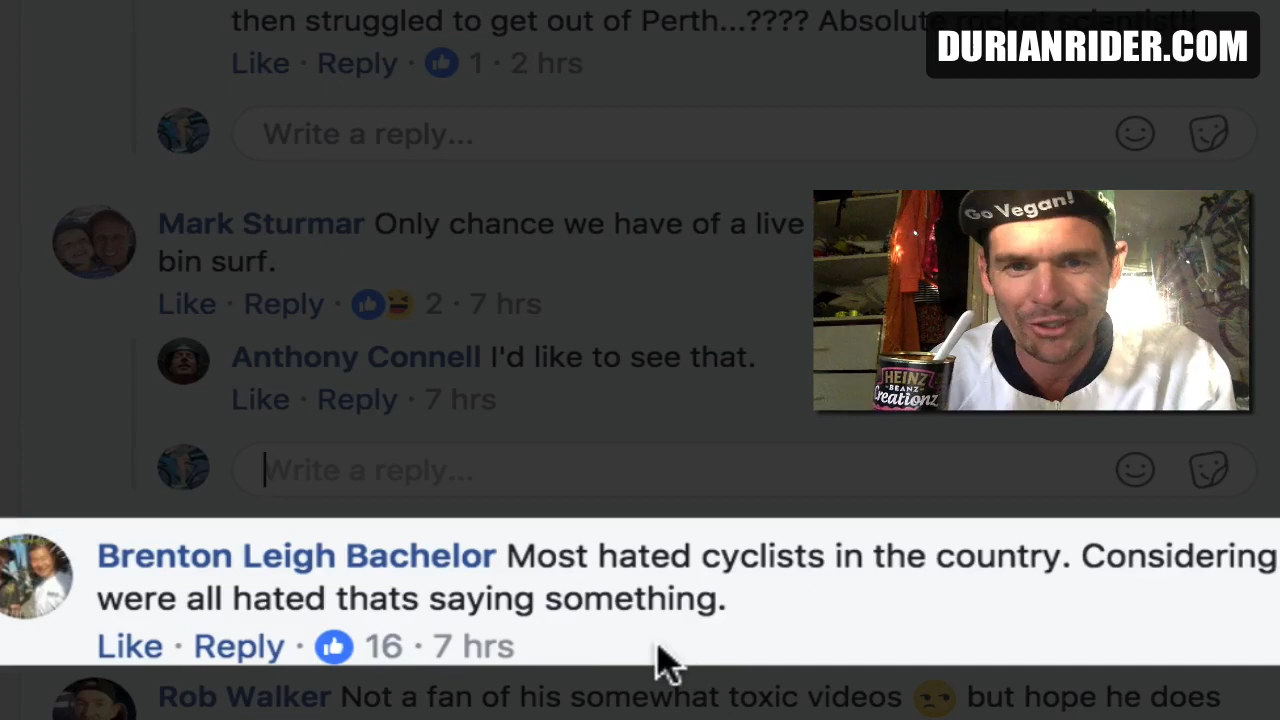 then struggled to get out of Perth...???? Absolute rocket scientist!!
DURIANRIDER.COM
Like · Reply · 1 · 2 hrs
Write a reply...
Mark Sturmar Only chance we have of a live
bin surf.
Like · Reply · 2 · 7 hrs
Go Vegan!
Anthony Connell I'd like to see that.
Like · Reply · 7 hrs
HEINZ
BEANZ
Creationz
Write a reply...
Brenton Leigh Bachelor Most hated cyclists in the country. Considering
were all hated thats saying something.
Like · Reply · 16 · 7 hrs
Rob Walker Not a fan of his somewhat toxic videos 😒 but hope he does